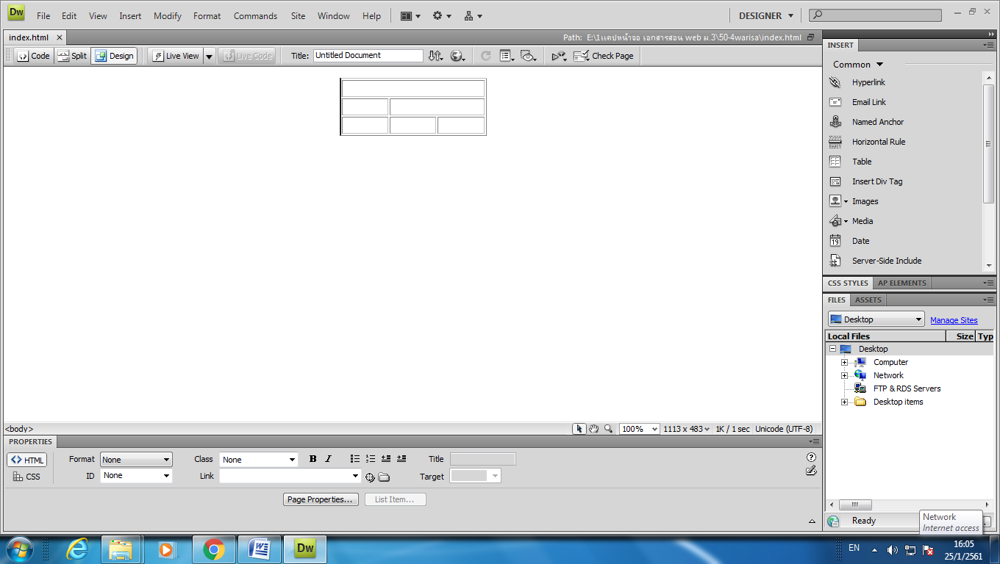 Dw File Edit View Insert Modify Format Commands Site Window Help DESIGNER
index.html Path: E:\1แคปหน้าจอ เอกสารสอน web ม.3\50-4warisa\index.html
Code Split Design Live View Live Code Title: Untitled Document Check Page
INSERT
Common
Hyperlink
Email Link
Named Anchor
Horizontal Rule
Table
Insert Div Tag
Images
Media
19 Date
Server-Side Include
CSS STYLES AP ELEMENTS
FILES ASSETS
Desktop Manage Sites
Local Files Size Typ
Desktop
Computer
Network
FTP & RDS Servers
Desktop items
<body> 100% 1113 x 483 1K / 1 sec Unicode (UTF-8)
PROPERTIES
HTML Format None Class None B I Title
CSS ID None Link Target
Page Properties... List Item...
Ready
Network
Internet access
Dw EN 16:05
25/1/2561